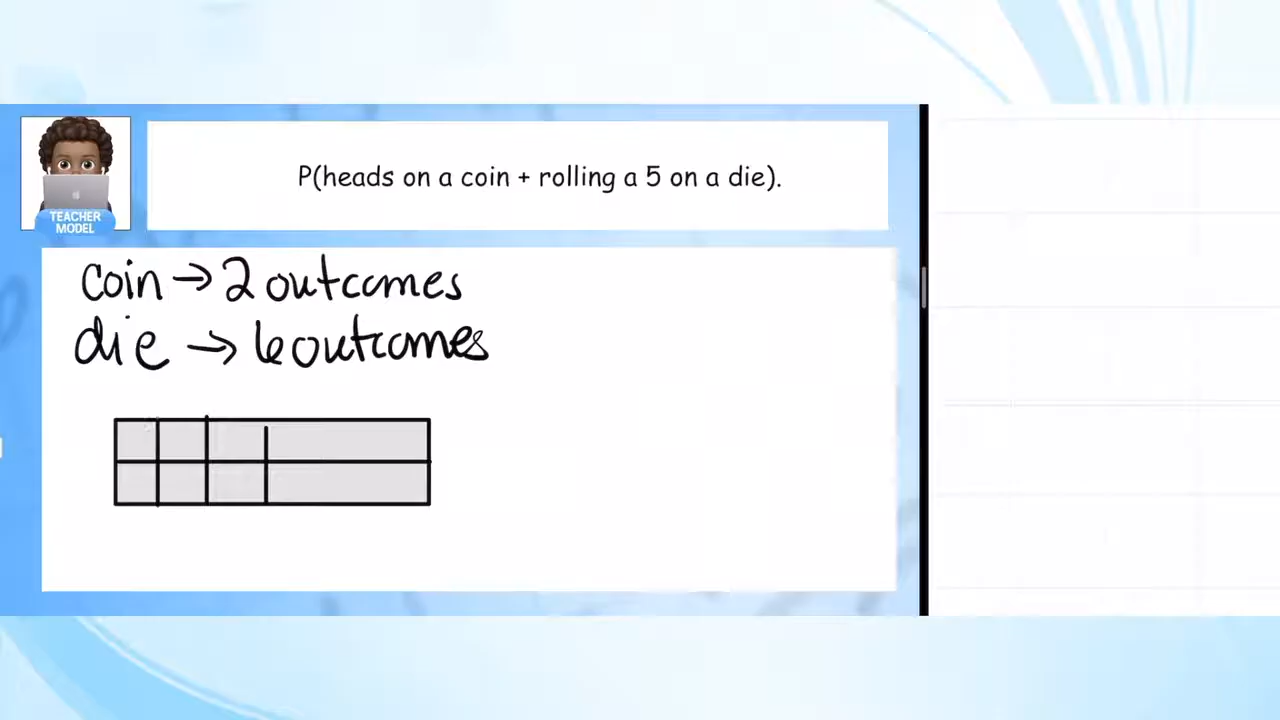 P(heads on a coin + rolling a 5 on a die).
TEACHER
MODEL
coin → 2 outcomes
die → 6 outcomes